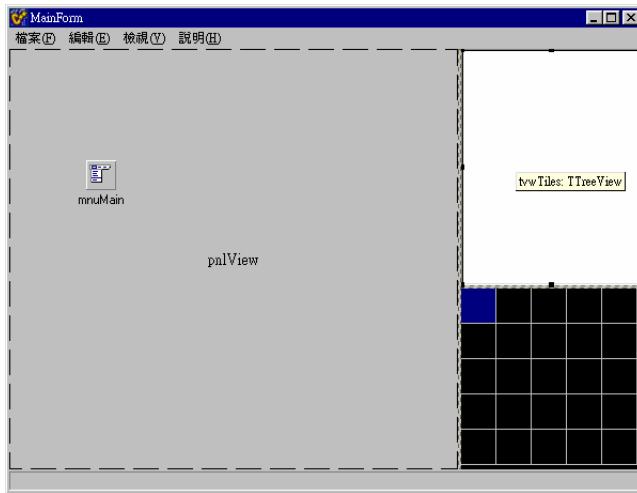 MainForm
檔案(F) 編輯(E) 檢視(V) 說明(H)
tvwTiles: TTreeView
mnuMain
pnlView